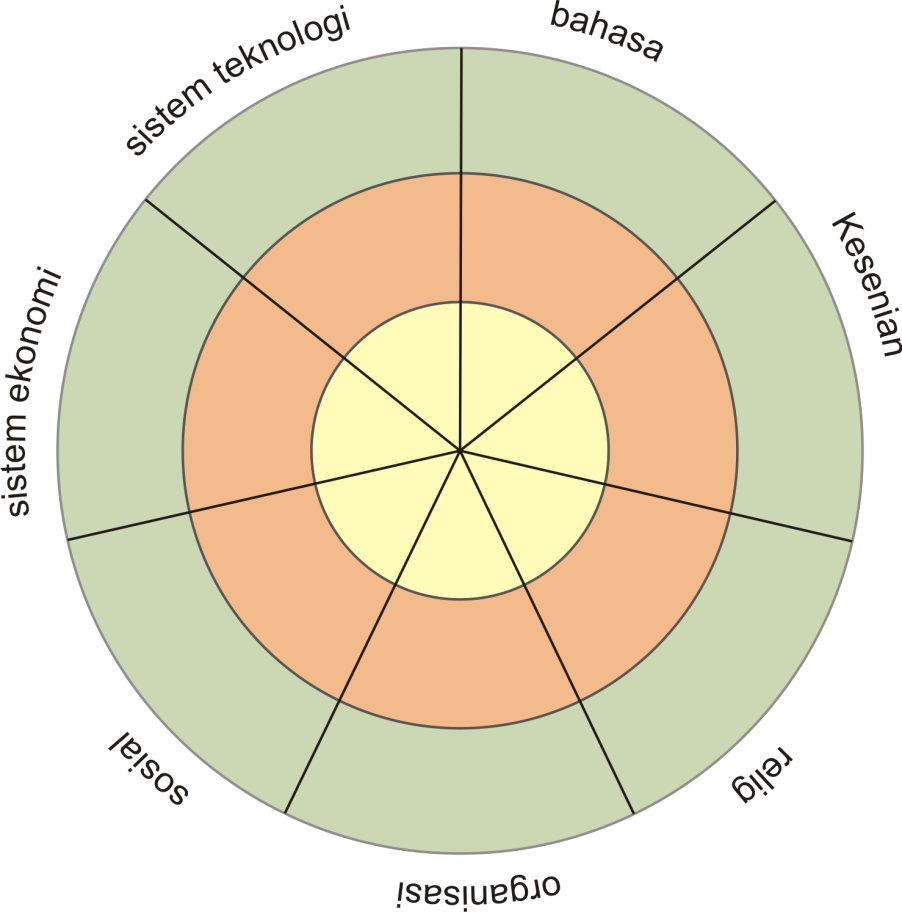 bahasa
Kesenian
relig
organisasi
sosial
sistem ekonomi
sistem teknologi